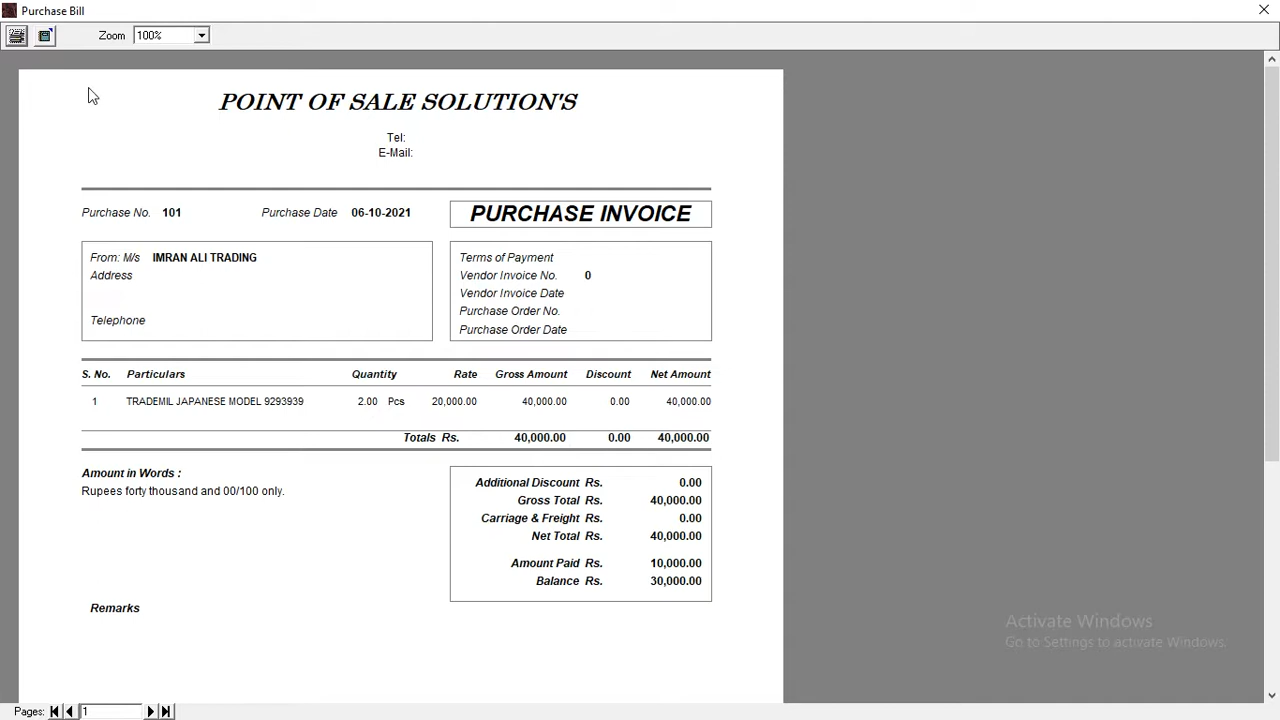 Purchase Bill
Zoom 100%
POINT OF SALE SOLUTION'S
Tel:
E-Mail:
Purchase No. 101 Purchase Date 06-10-2021 PURCHASE INVOICE
From: M/s IMRAN ALI TRADING
Address
Telephone
Terms of Payment
Vendor Invoice No. 0
Vendor Invoice Date
Purchase Order No.
Purchase Order Date
S. No. Particulars Quantity Rate Gross Amount Discount Net Amount
1 TRADEMIL JAPANESE MODEL 9293939 2.00 Pcs 20,000.00 40,000.00 0.00 40,000.00
Totals Rs. 40,000.00 0.00 40,000.00
Amount in Words :
Rupees forty thousand and 00/100 only.
Additional Discount Rs. 0.00
Gross Total Rs. 40,000.00
Carriage & Freight Rs. 0.00
Net Total Rs. 40,000.00
Amount Paid Rs. 10,000.00
Balance Rs. 30,000.00
Remarks
Activate Windows
Go to Settings to activate Windows.
Pages: 1